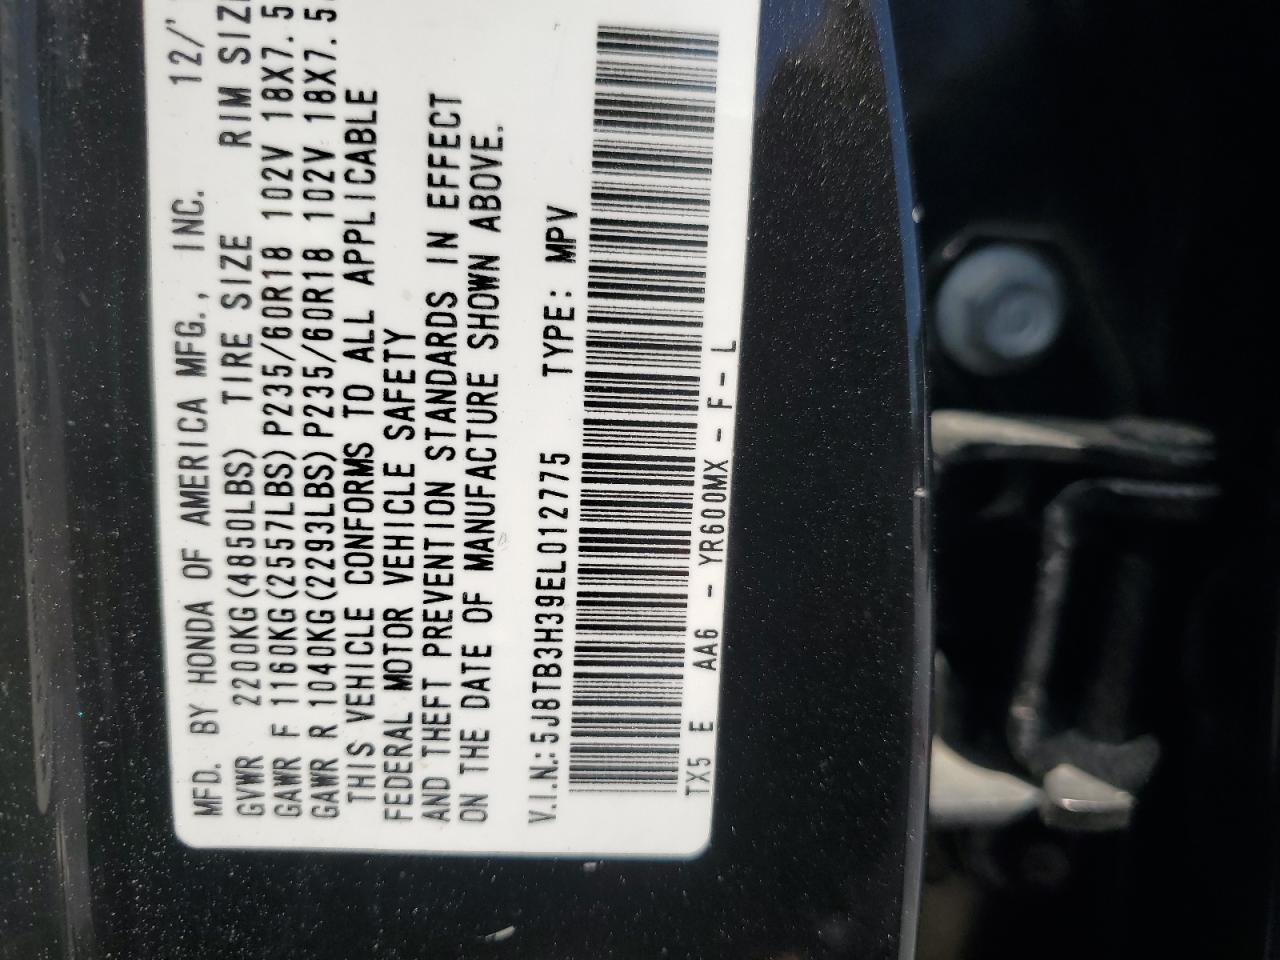 MFD. BY HONDA OF AMERICA MFG., INC. 12/
GVWR 2200KG(4850LBS) TIRE SIZE RIM SIZE
GAWR F 1160KG(2557LBS)P235/60R18 102V 18X7.5
GAWR R 1040KG(2293LBS)P235/60R18 102V 18X7.5
THIS VEHICLE CONFORMS TO ALL APPLICABLE
FEDERAL MOTOR VEHICLE SAFETY
AND THEFT PREVENTION STANDARDS IN EFFECT
ON THE DATE OF MANUFACTURE SHOWN ABOVE.
V.I.N.: 5J8TB3H39EL012775 TYPE: MPV
TX5 E AA6 - YR600MX - F - L